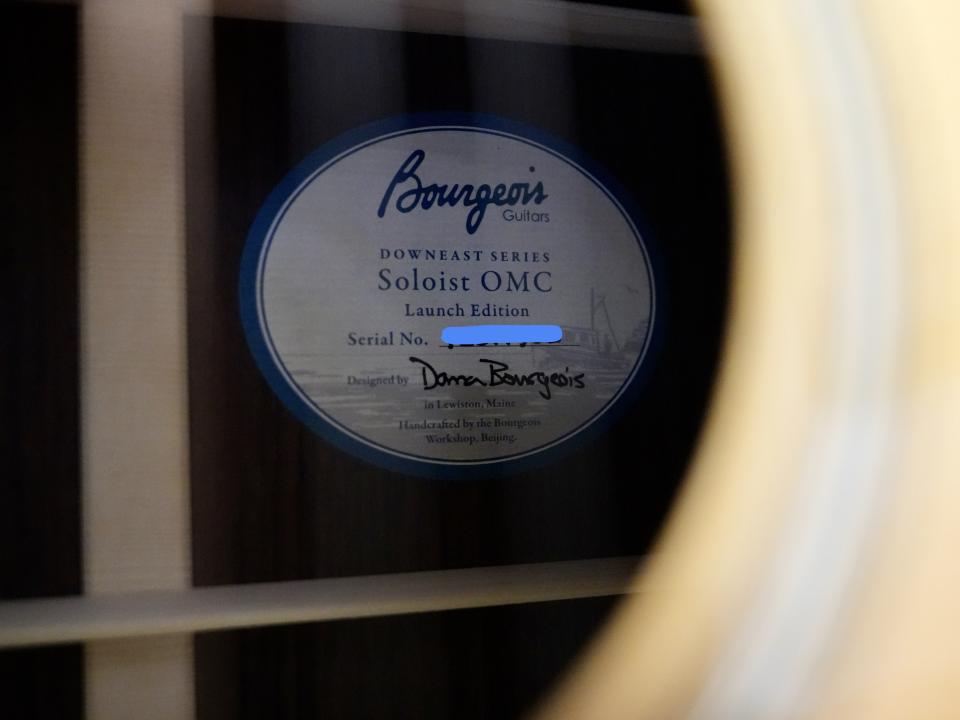 Bourgeois
Guitars
DOWNEAST SERIES
Soloist OMC
Launch Edition
Serial No.
Designed by Dana Bourgeois
in Lewiston, Maine
Handcrafted by the Bourgeois
Workshop, Beijing.